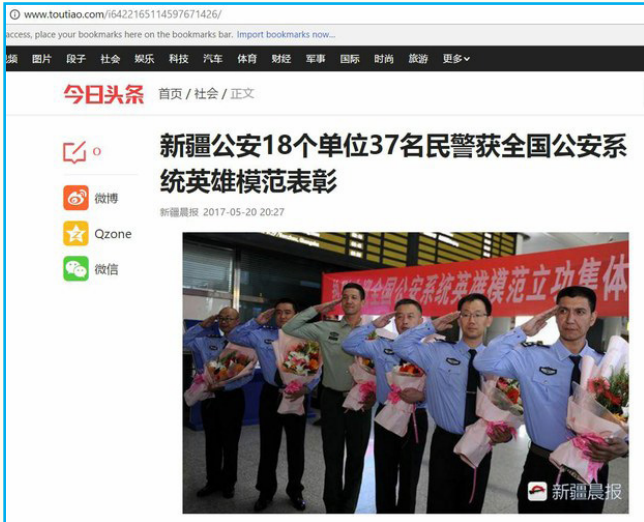 www.toutiao.com/i6422165114597671426/
access, place your bookmarks here on the bookmarks bar. Import bookmarks now...
图片 段子 社会 娱乐 科技 汽车 体育 财经 军事 国际 时尚 旅游 更多
今日头条 首页 / 社会 / 正文
新疆公安18个单位37名民警获全国公安系
统英雄模范表彰
新疆晨报 2017-05-20 20:27
0
微博
Qzone
微信
全国公安系统英雄模范立功集体
新疆晨报